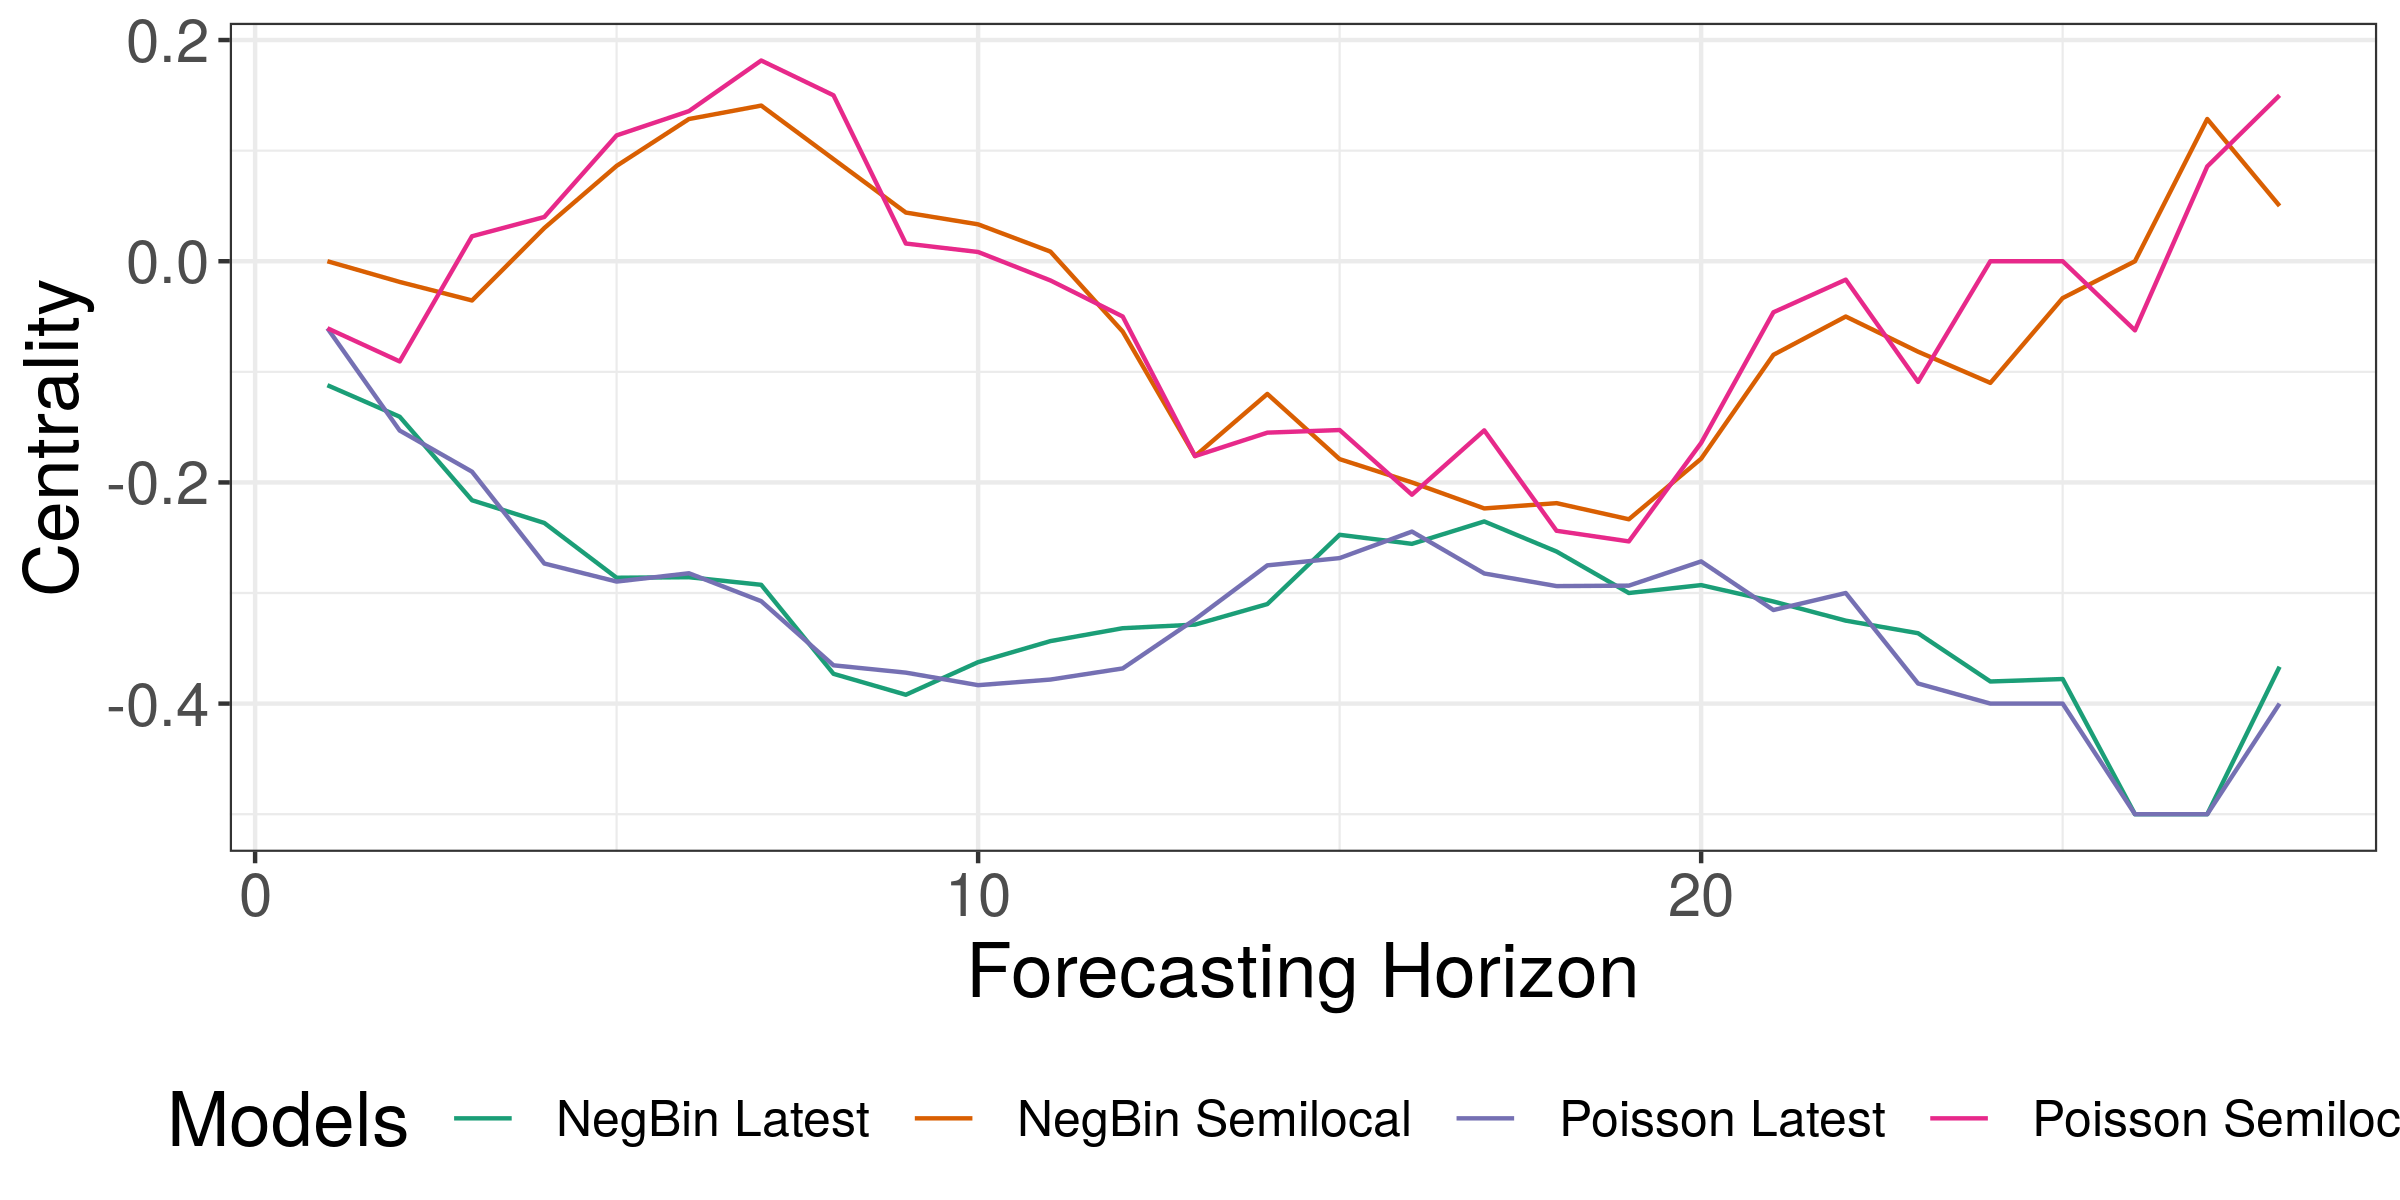 0.2
0.0
-0.2
-0.4
Centrality
0 10 20
Forecasting Horizon
Models NegBin Latest NegBin Semilocal Poisson Latest Poisson Semiloc